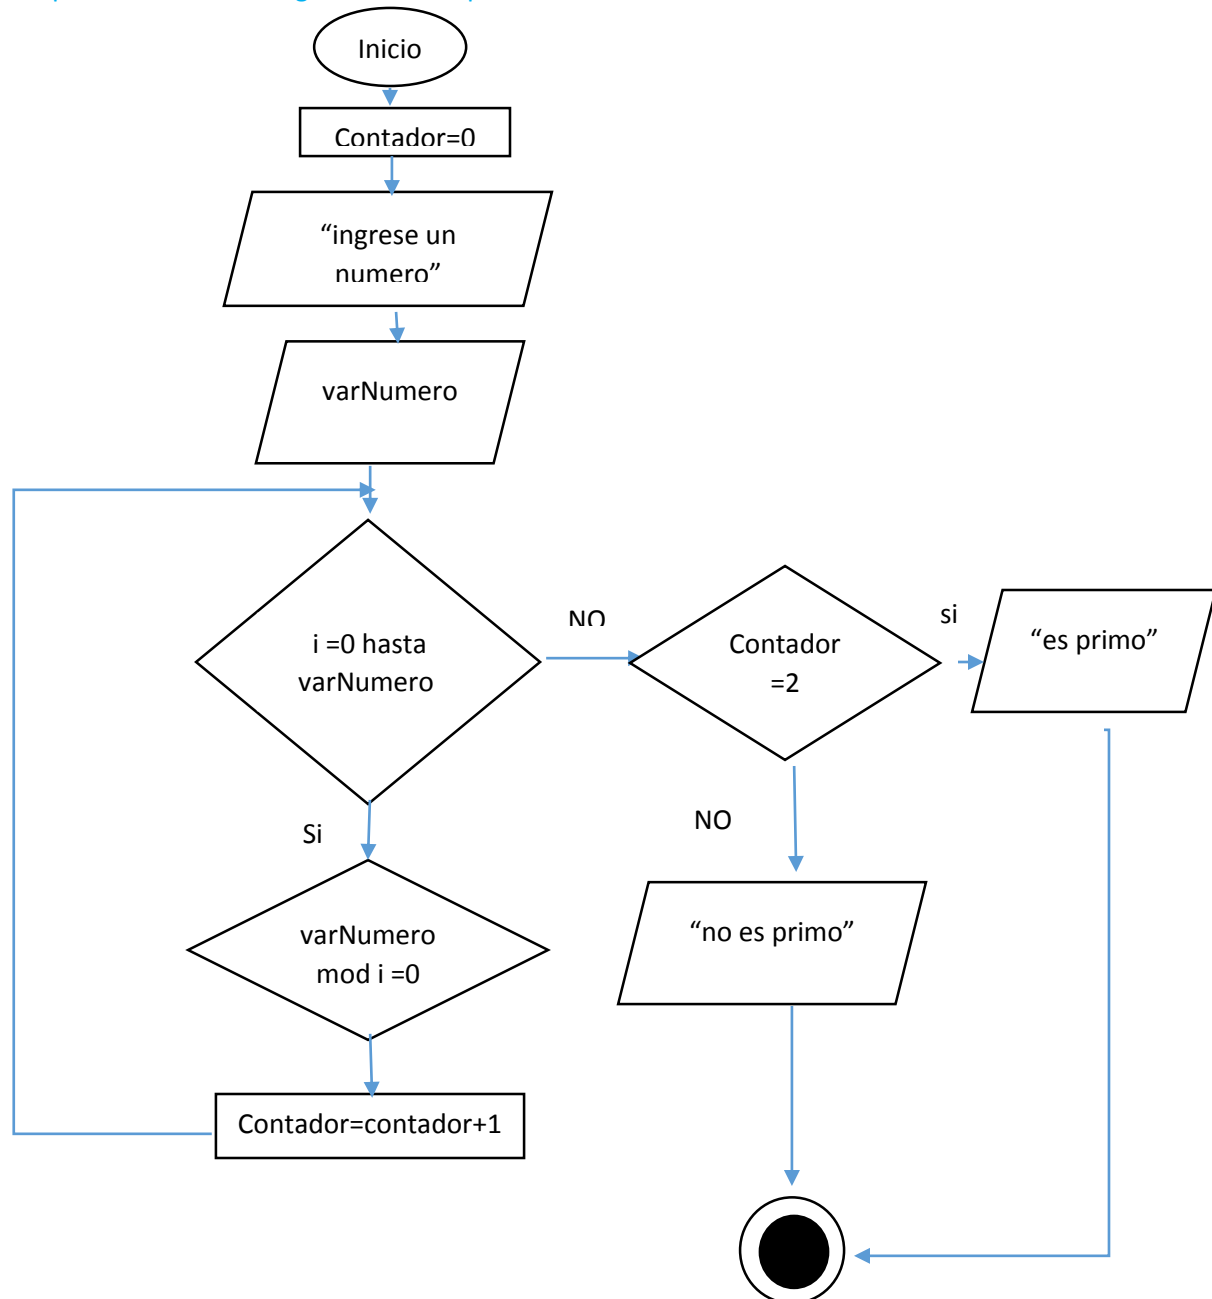 Inicio
Contador=0
“ingrese un
numero”
varNumero
i =0 hasta
varNumero
NO
Contador
=2
si
“es primo”
Si
NO
varNumero
mod i =0
“no es primo”
Contador=contador+1